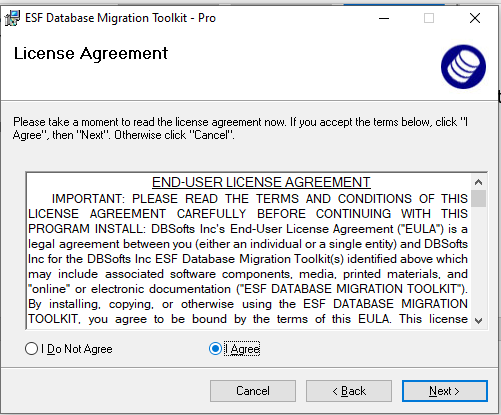 ESF Database Migration Toolkit - Pro
License Agreement
Please take a moment to read the license agreement now. If you accept the terms below, click "I
Agree", then "Next". Otherwise click "Cancel".
END-USER LICENSE AGREEMENT
IMPORTANT: PLEASE READ THE TERMS AND CONDITIONS OF THIS
LICENSE AGREEMENT CAREFULLY BEFORE CONTINUING WITH THIS
PROGRAM INSTALL: DBSofts Inc's End-User License Agreement ("EULA") is a
legal agreement between you (either an individual or a single entity) and DBSofts
Inc for the DBSofts Inc ESF Database Migration Toolkit(s) identified above which
may include associated software components, media, printed materials, and
"online" or electronic documentation ("ESF DATABASE MIGRATION TOOLKIT").
By installing, copying, or otherwise using the ESF DATABASE MIGRATION
TOOLKIT, you agree to be bound by the terms of this EULA. This license
I Do Not Agree
I Agree
Cancel
< Back
Next >